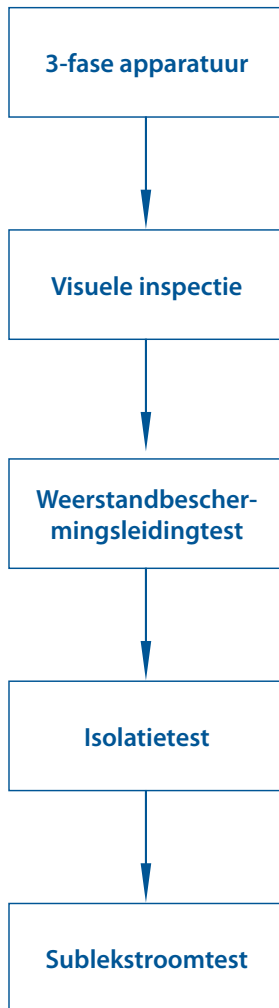 3-fase apparatuur
Visuele inspectie
Weerstandbescher-
mingsleidingtest
Isolatietest
Sublekstroomtest